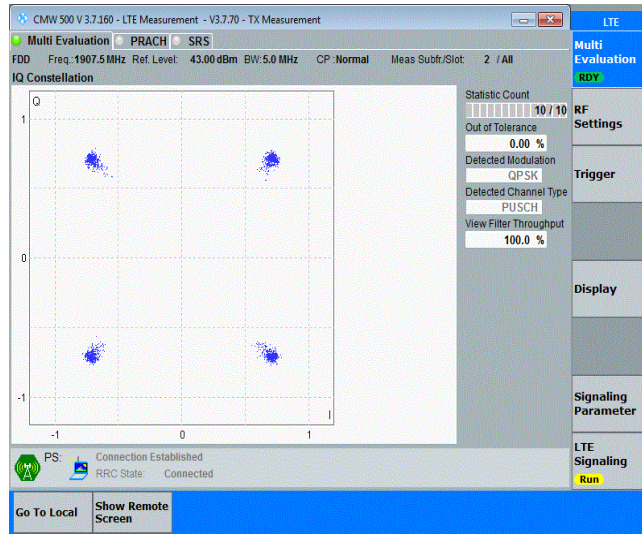 CMW 500 V 3.7.160 - LTE Measurement - V3.7.70 - TX Measurement
LTE
Multi Evaluation PRACH SRS
Multi
Evaluation
RDY
FDD Freq.: 1907.5 MHz Ref. Level: 43.00 dBm BW: 5.0 MHz CP : Normal Meas Subfr./Slot: 2 / All
IQ Constellation
Q
1
0
-1
-1 0 1
I
Statistic Count
10 / 10
Out of Tolerance
0.00 %
Detected Modulation
QPSK
Detected Channel Type
PUSCH
View Filter Throughput
100.0 %
RF
Settings
Trigger
Display
Signaling
Parameter
LTE
Signaling
Run
PS: Connection Established
RRC State: Connected
Go To Local
Show Remote
Screen